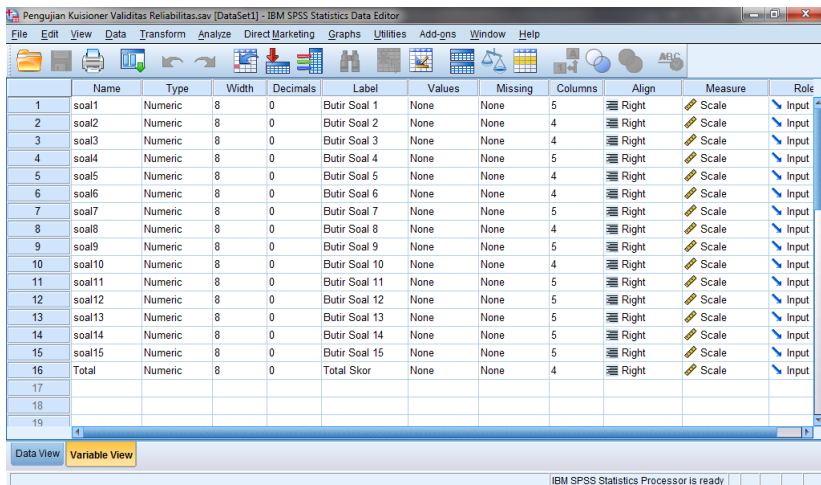 Pengujian Kuisioner Validitas Reliabilitas.sav [DataSet1] - IBM SPSS Statistics Data Editor
File Edit View Data Transform Analyze Direct Marketing Graphs Utilities Add-ons Window Help
Name Type Width Decimals Label Values Missing Columns Align Measure Role
1 soal1 Numeric 8 0 Butir Soal 1 None None 5 Right Scale Input
2 soal2 Numeric 8 0 Butir Soal 2 None None 4 Right Scale Input
3 soal3 Numeric 8 0 Butir Soal 3 None None 4 Right Scale Input
4 soal4 Numeric 8 0 Butir Soal 4 None None 5 Right Scale Input
5 soal5 Numeric 8 0 Butir Soal 5 None None 4 Right Scale Input
6 soal6 Numeric 8 0 Butir Soal 6 None None 4 Right Scale Input
7 soal7 Numeric 8 0 Butir Soal 7 None None 5 Right Scale Input
8 soal8 Numeric 8 0 Butir Soal 8 None None 4 Right Scale Input
9 soal9 Numeric 8 0 Butir Soal 9 None None 5 Right Scale Input
10 soal10 Numeric 8 0 Butir Soal 10 None None 4 Right Scale Input
11 soal11 Numeric 8 0 Butir Soal 11 None None 5 Right Scale Input
12 soal12 Numeric 8 0 Butir Soal 12 None None 5 Right Scale Input
13 soal13 Numeric 8 0 Butir Soal 13 None None 5 Right Scale Input
14 soal14 Numeric 8 0 Butir Soal 14 None None 5 Right Scale Input
15 soal15 Numeric 8 0 Butir Soal 15 None None 5 Right Scale Input
16 Total Numeric 8 0 Total Skor None None 4 Right Scale Input
17
18
19
Data View Variable View
IBM SPSS Statistics Processor is ready